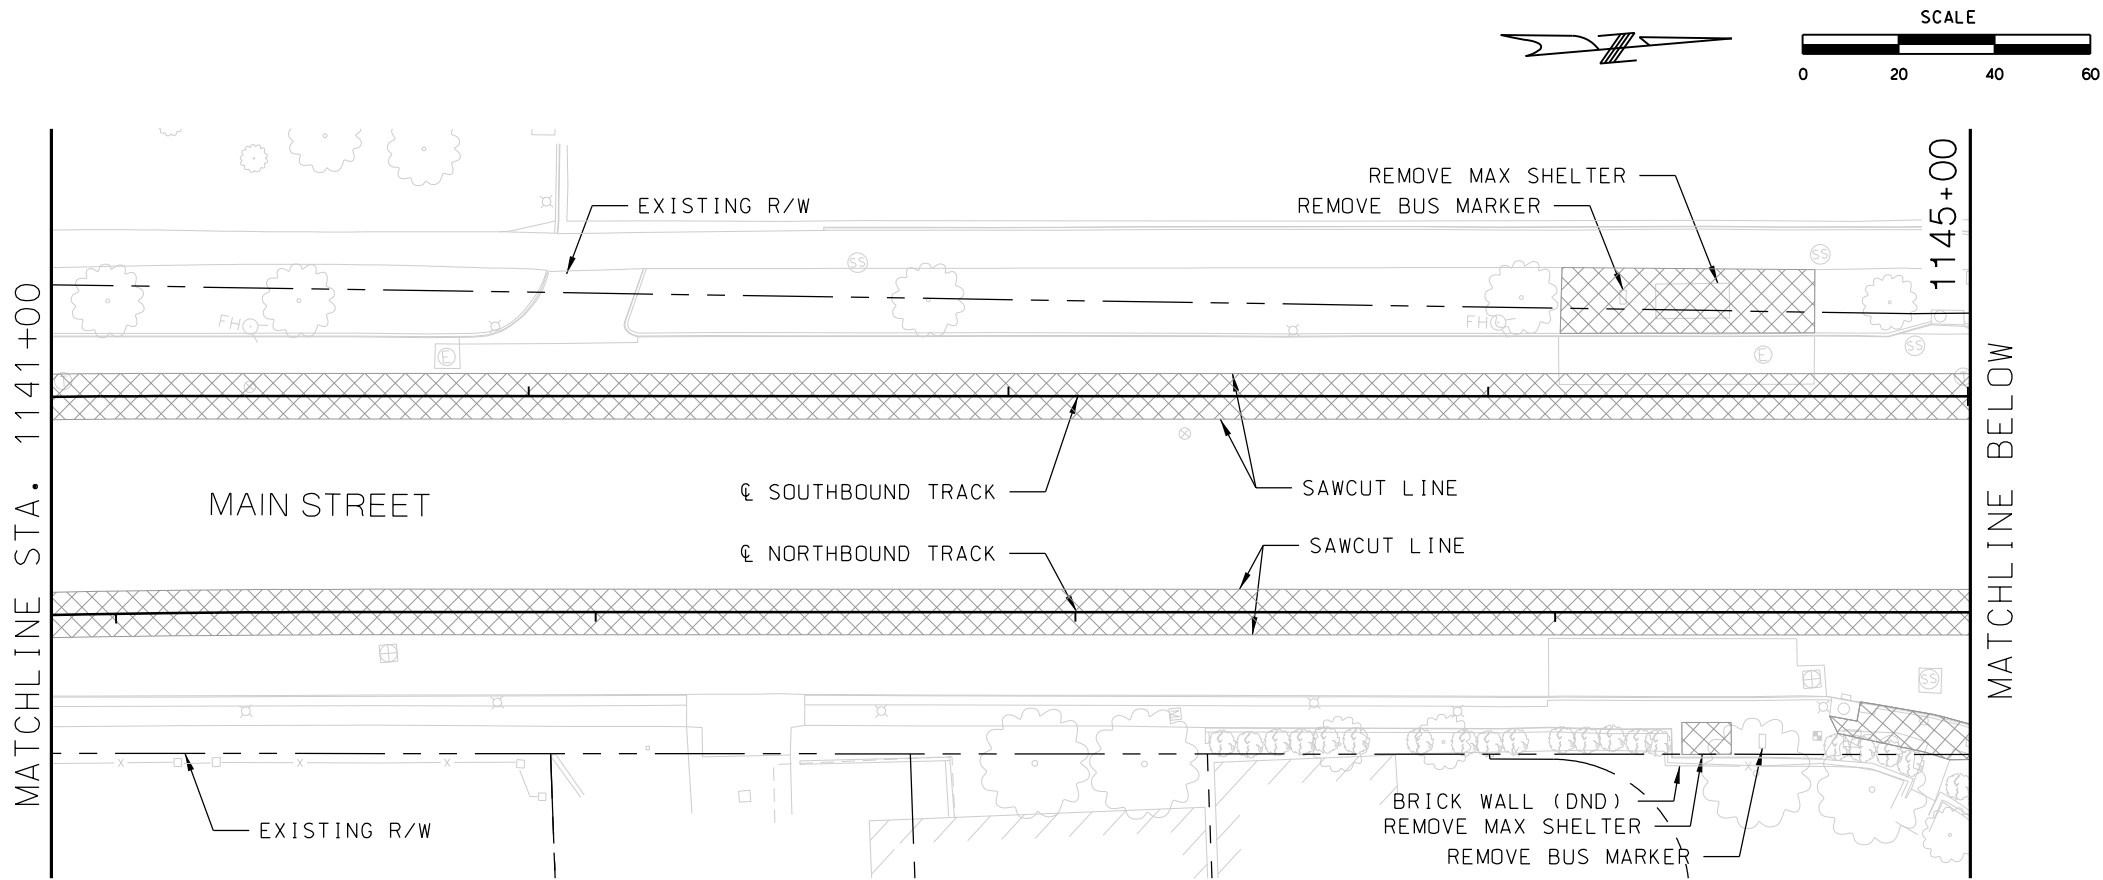 SCALE
0 20 40 60
REMOVE MAX SHELTER
REMOVE BUS MARKER
EXISTING R/W
1145+00
SS
SS
FH
FH
E
E
SS
MATCHLINE STA. 1141+00
MATCHLINE BELOW
MAIN STREET
℄ SOUTHBOUND TRACK
SAWCUT LINE
℄ NORTHBOUND TRACK
SAWCUT LINE
SS
M
BRICK WALL (DND)
REMOVE MAX SHELTER
REMOVE BUS MARKER
EXISTING R/W